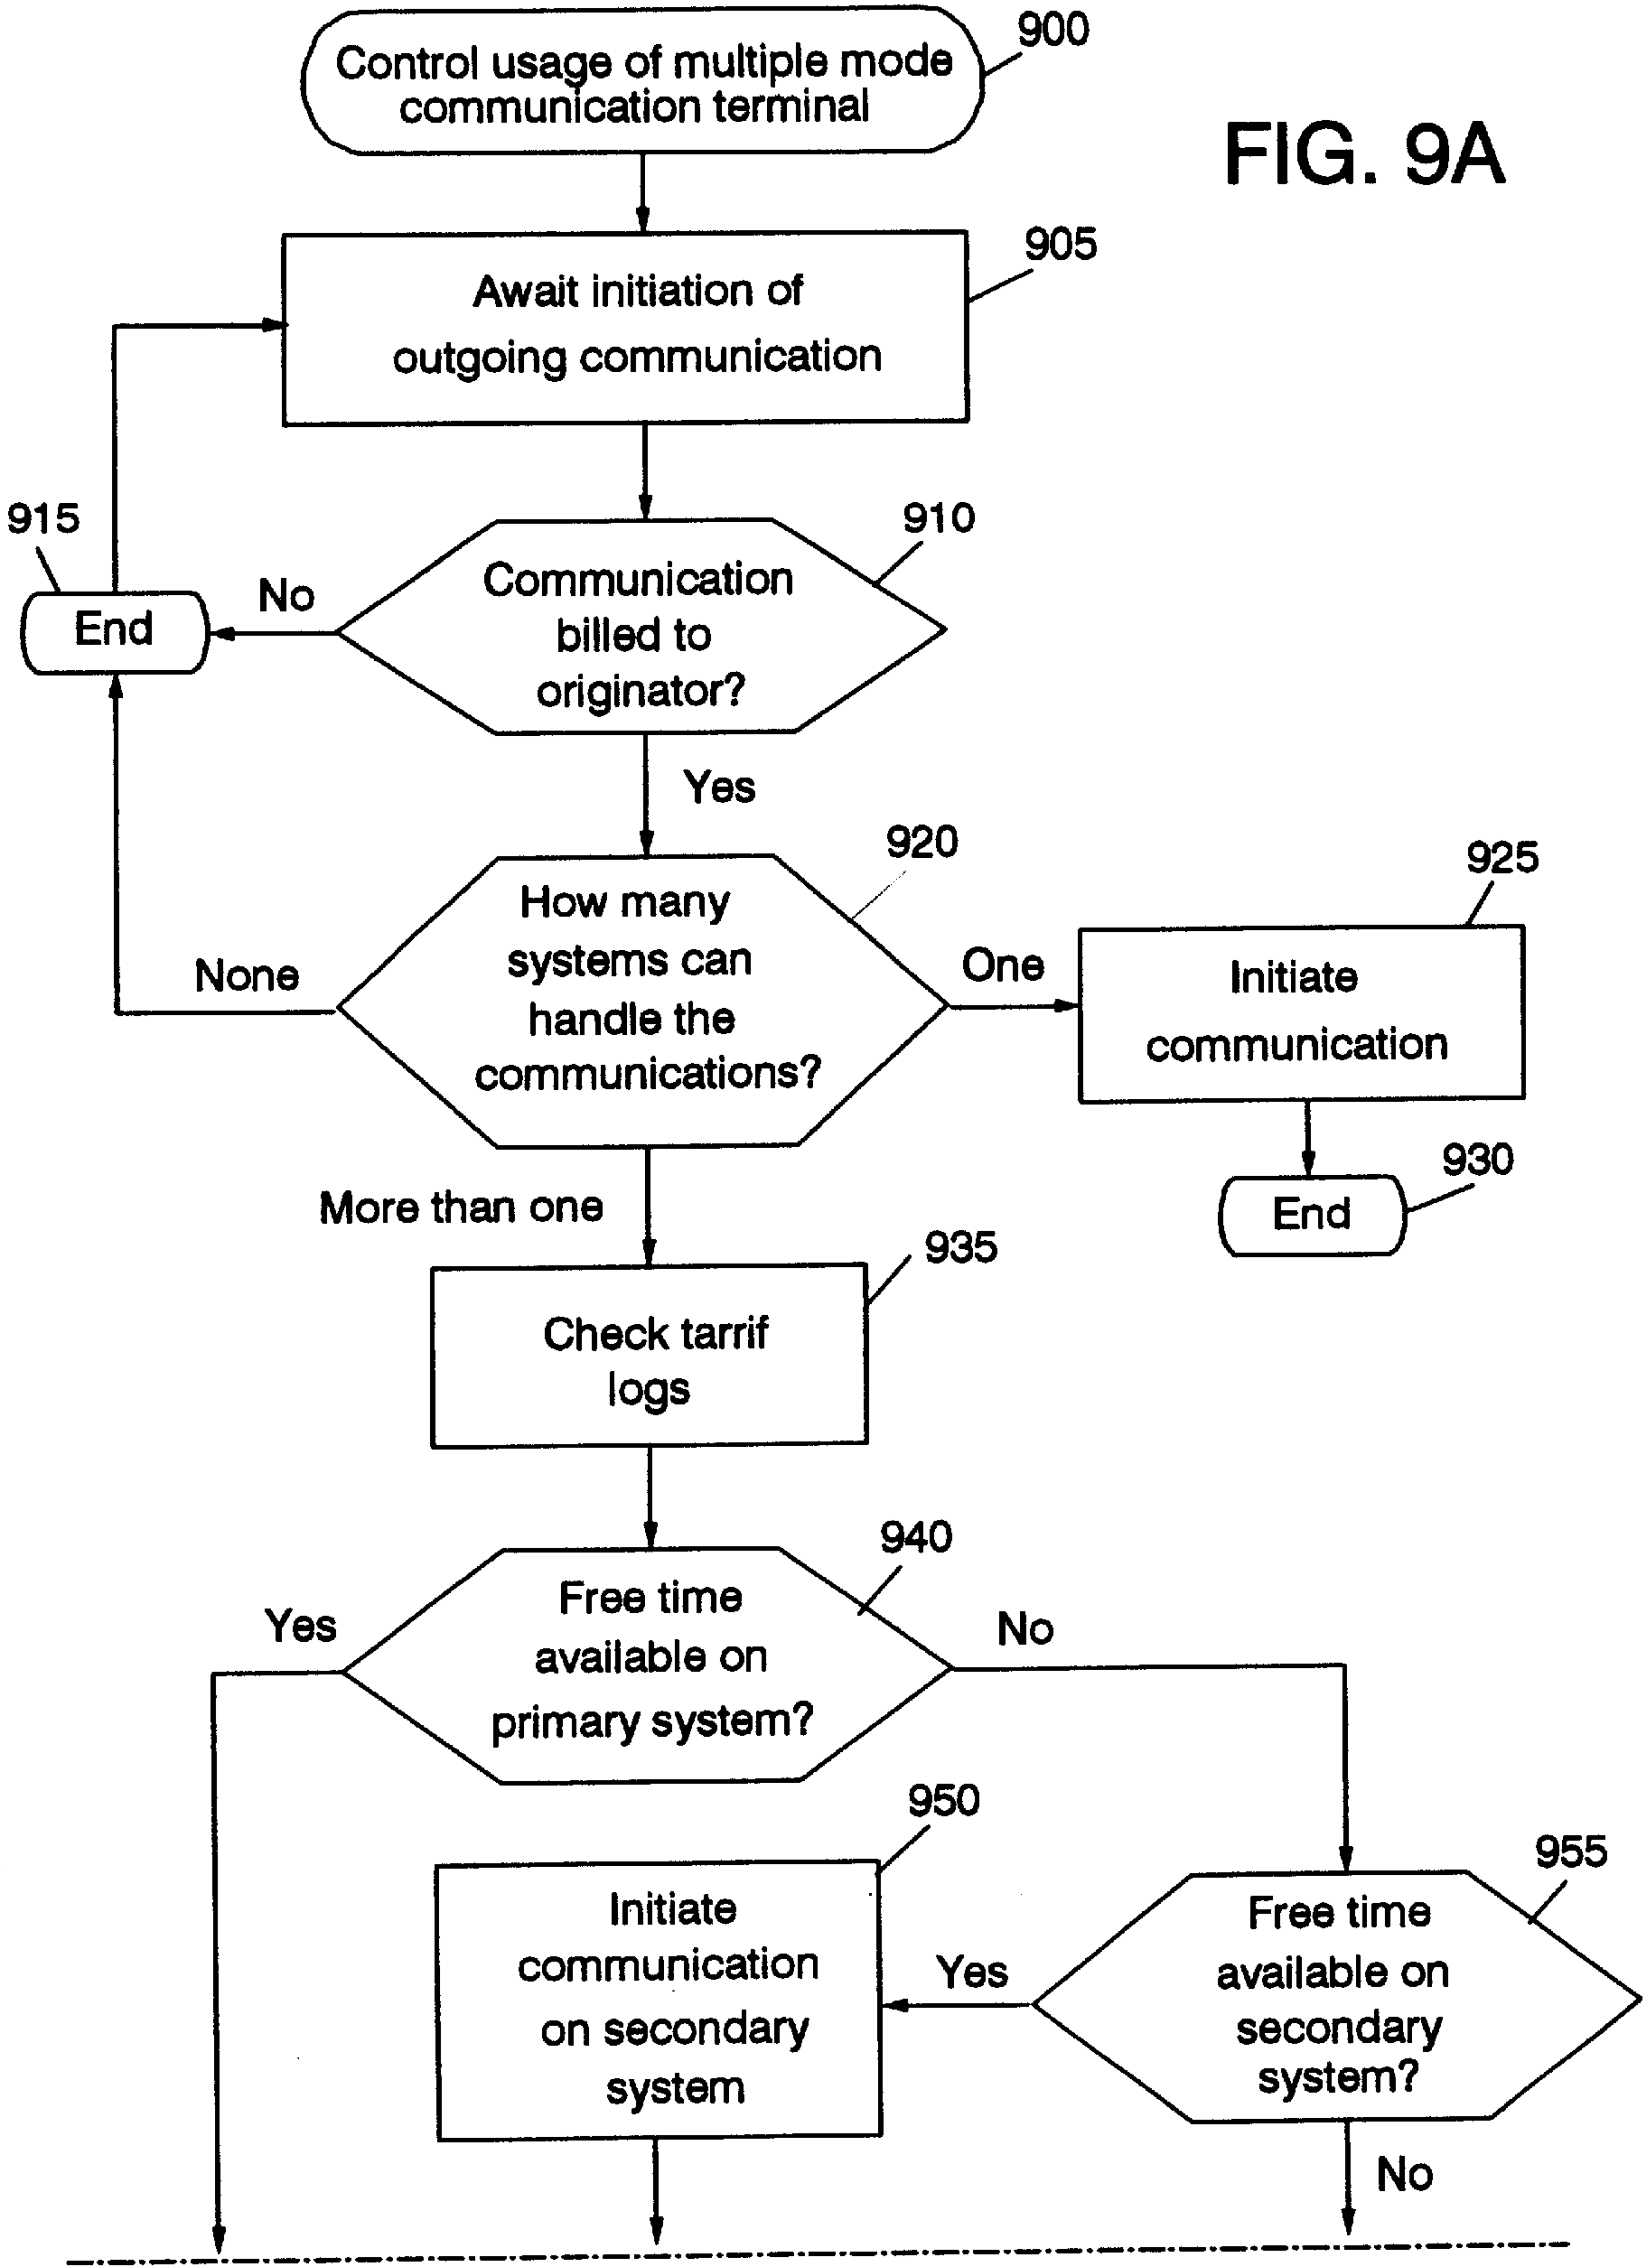 900
Control usage of multiple mode
communication terminal
FIG. 9A
905
Await initiation of
outgoing communication
915
910
End
No
Communication
billed to
originator?
Yes
920
925
How many
systems can
handle the
communications?
None
One
Initiate
communication
930
End
More than one
935
Check tarrif
logs
940
Yes
Free time
available on
primary system?
No
950
955
Initiate
communication
on secondary
system
Yes
Free time
available on
secondary
system?
No